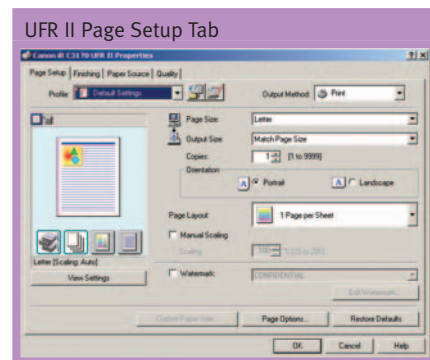 UFR II Page Setup Tab
Canon iR C3170 UFR II Properties
Page Setup Finishing Paper Source Quality
Profile: Default Settings Output Method: Print
Page Size: Letter
Output Size: Match Page Size
Copies: 1 [1 to 9999]
Orientation
A Portrait A Landscape
Page Layout: 1 Page per Sheet
Manual Scaling
Scaling:
Letter [Scaling: Auto]
View Settings
Watermark: CONFIDENTIAL
Edit Watermark...
Custom Paper Size... Page Options... Restore Defaults
OK Cancel Help